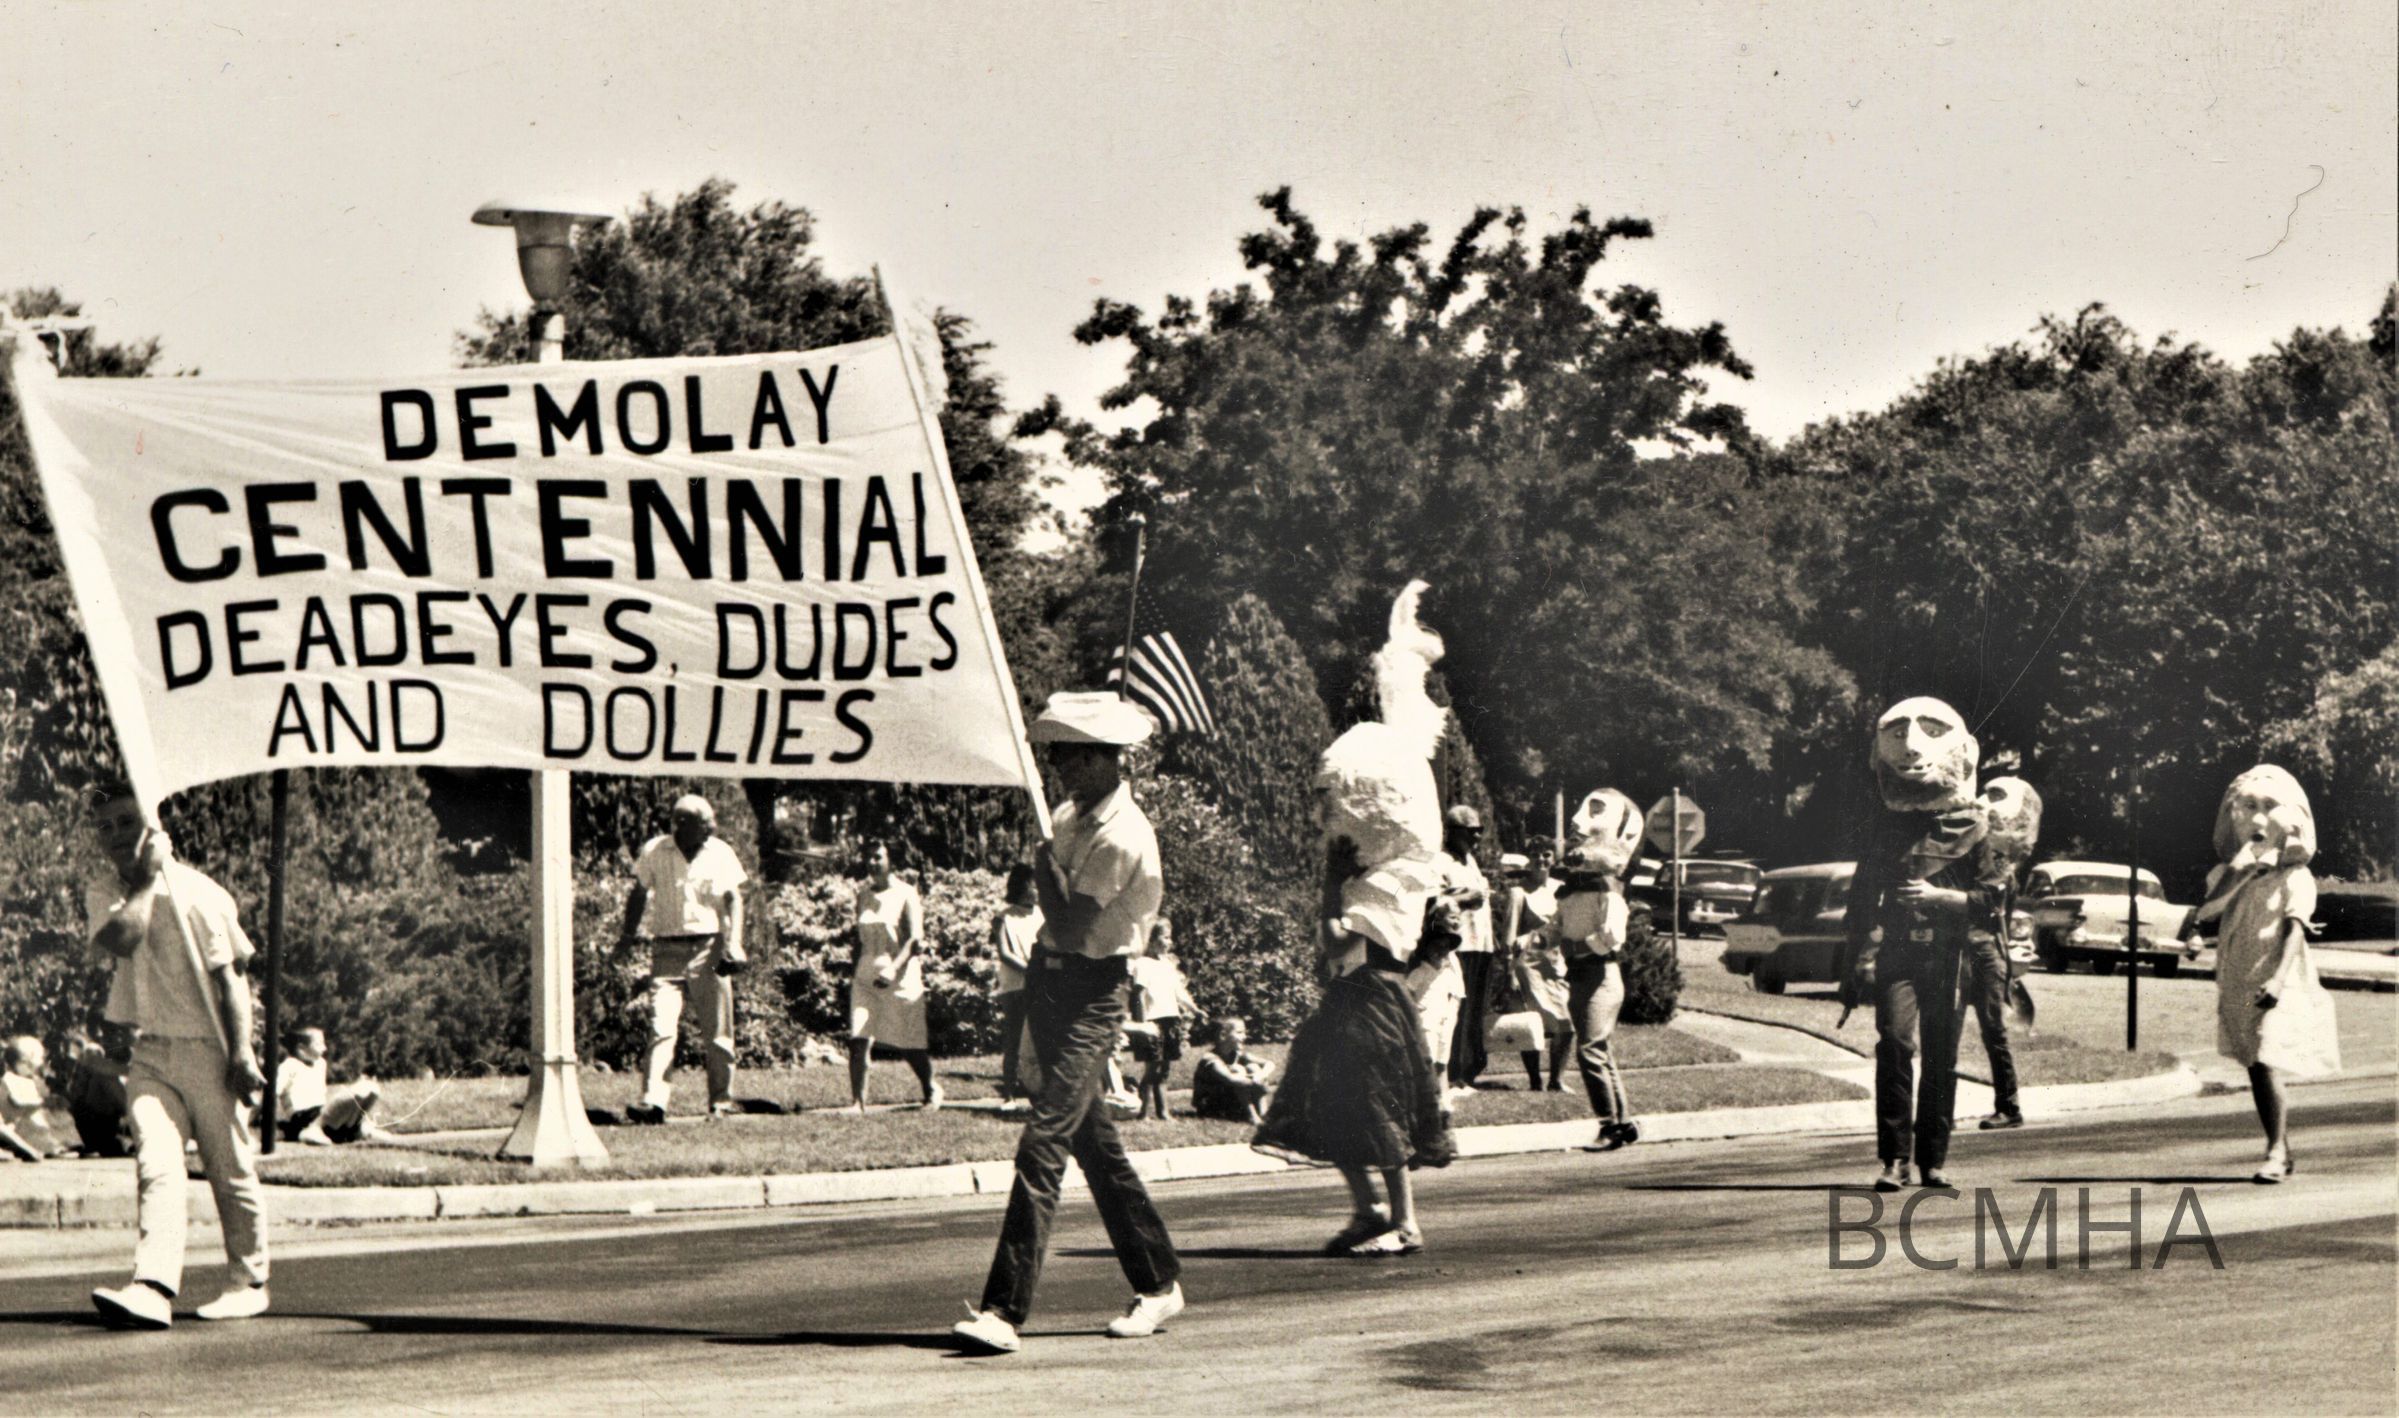 DEMOLAY
CENTENNIAL
DEADEYES, DUDES
AND DOLLIES
BCMHA